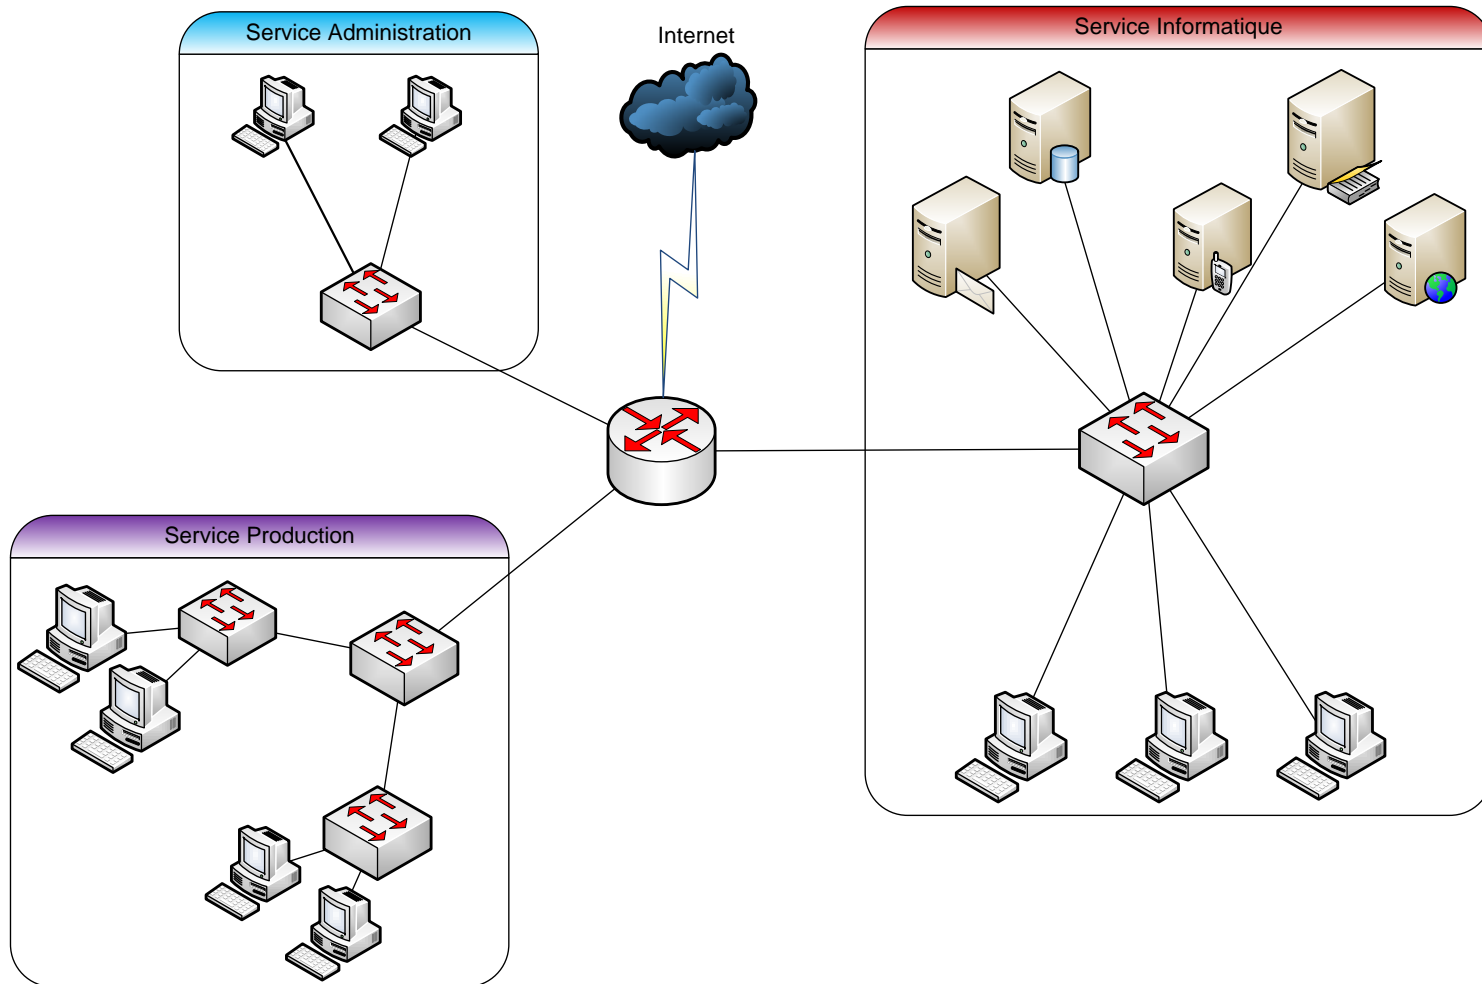 Service Administration
Internet
Service Informatique
Service Production